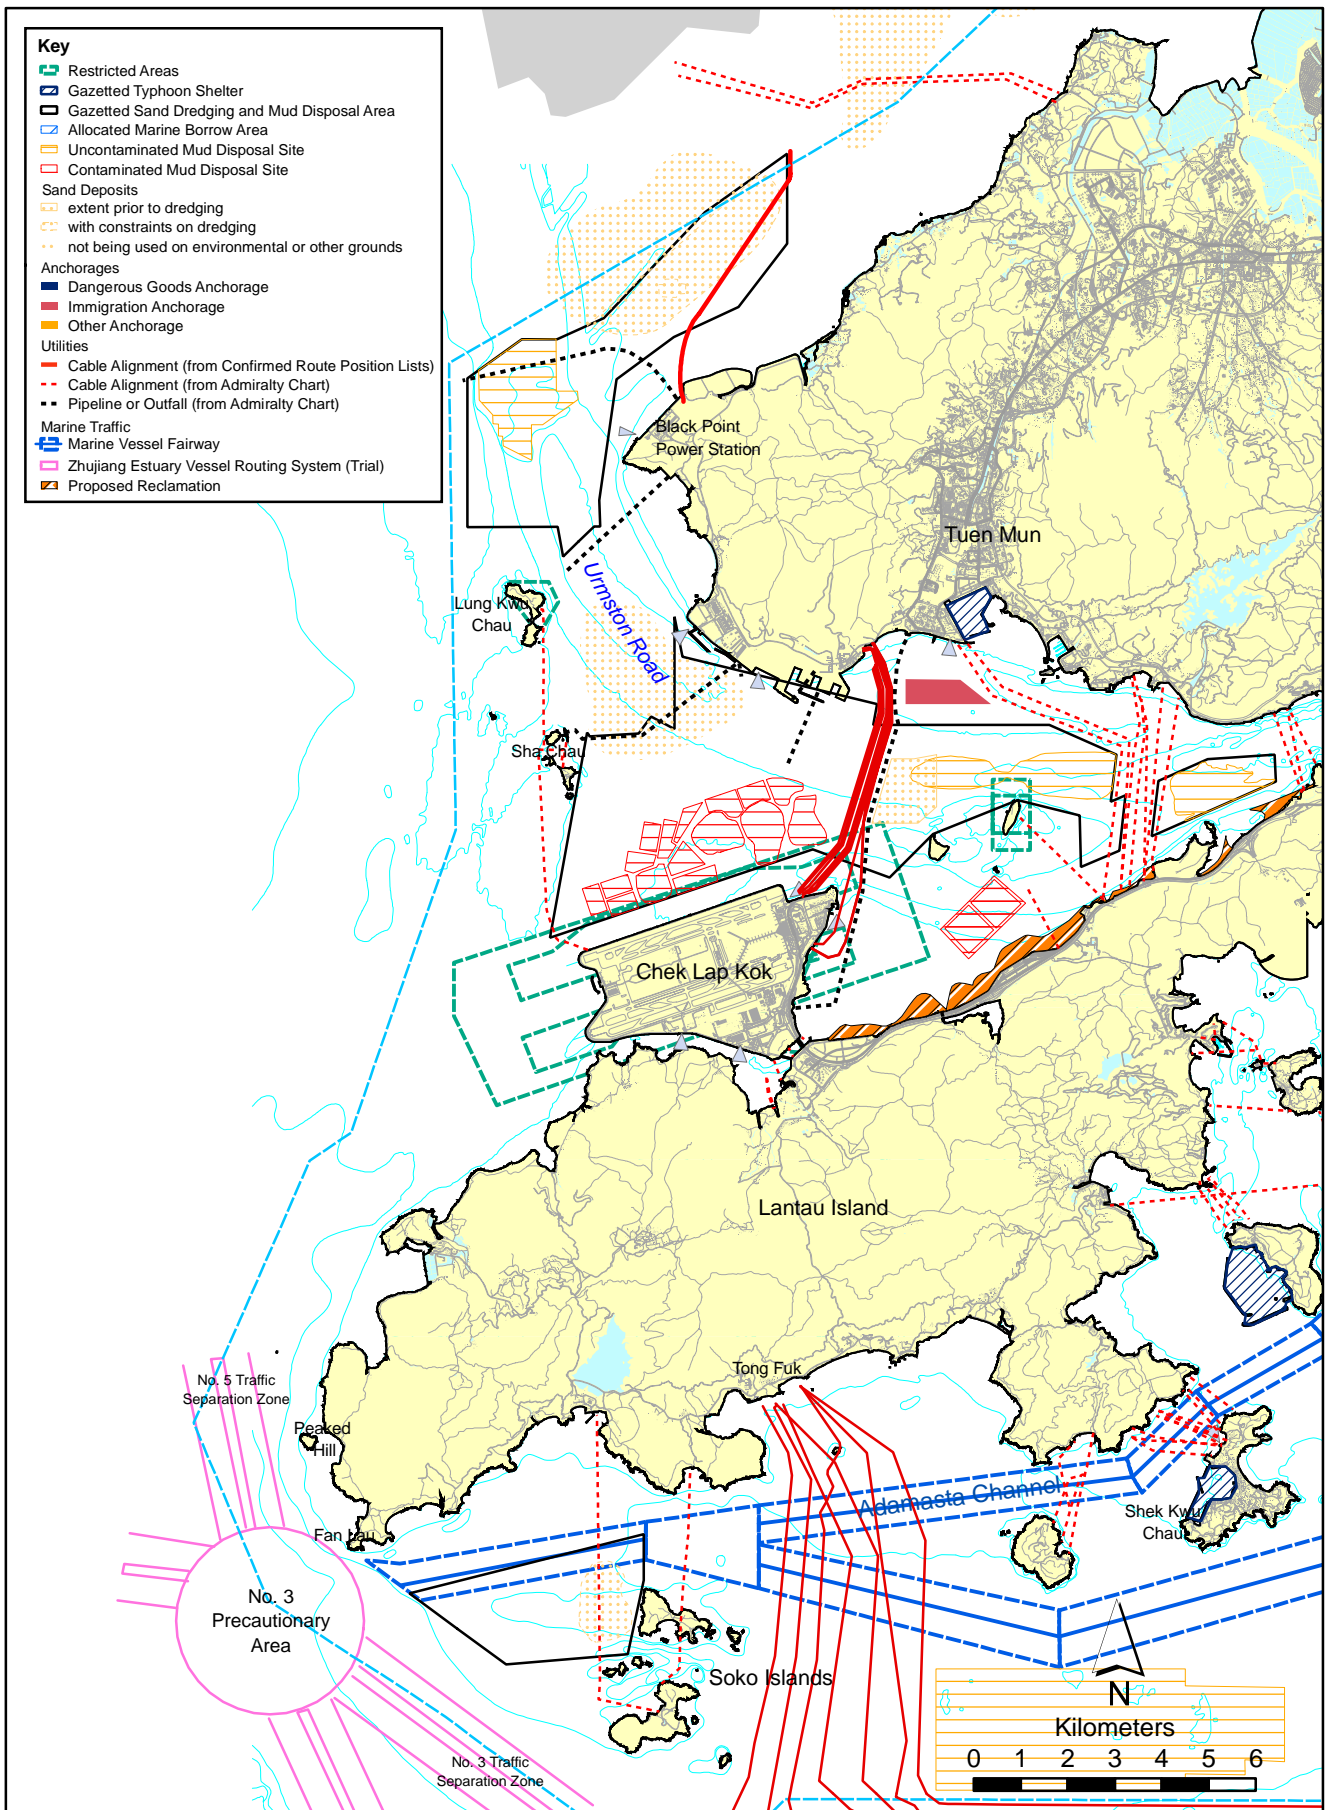 Key
Restricted Areas
Gazetted Typhoon Shelter
Gazetted Sand Dredging and Mud Disposal Area
Allocated Marine Borrow Area
Uncontaminated Mud Disposal Site
Contaminated Mud Disposal Site
Sand Deposits
extent prior to dredging
with constraints on dredging
not being used on environmental or other grounds
Anchorages
Dangerous Goods Anchorage
Immigration Anchorage
Other Anchorage
Utilities
Cable Alignment (from Confirmed Route Position Lists)
Cable Alignment (from Admiralty Chart)
Pipeline or Outfall (from Admiralty Chart)
Marine Traffic
Marine Vessel Fairway
Zhujiang Estuary Vessel Routing System (Trial)
Proposed Reclamation
Black Point
Power Station
Tuen Mun
Urmston Road
Lung Kwu
Chau
Sha Chau
Chek Lap Kok
Lantau Island
Tong Fuk
No. 5 Traffic
Separation Zone
Peaked
Hill
Adamasta Channel
Shek Kwu
Chau
Fan Lau
No. 3
Precautionary
Area
Soko Islands
N
Kilometers
0 1 2 3 4 5 6
No. 3 Traffic
Separation Zone